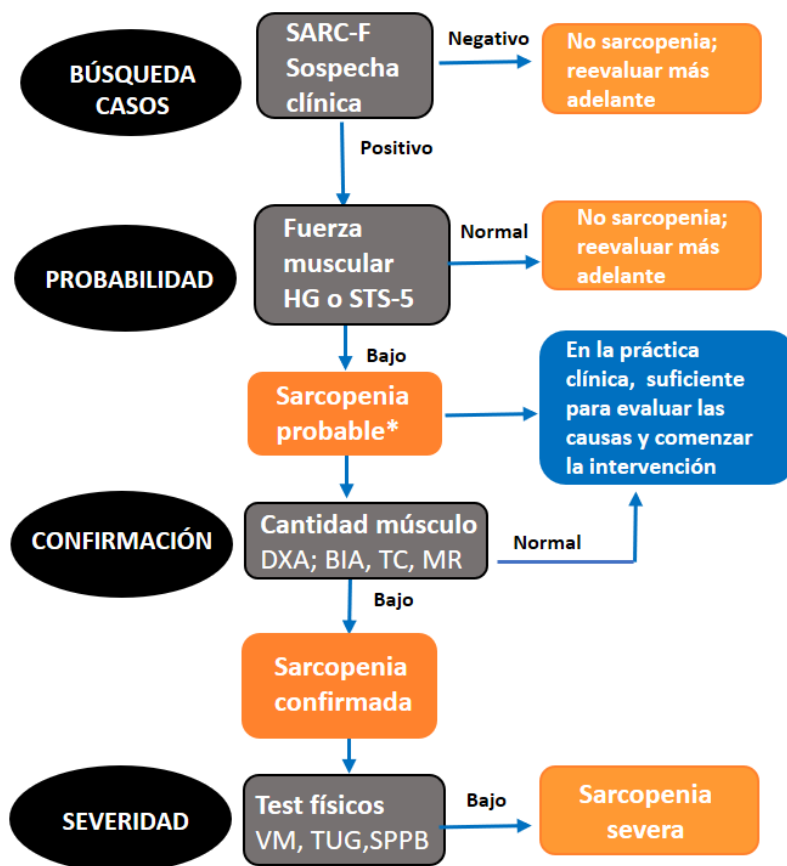 SARC-F
Sospecha
clínica
Negativo
No sarcopenia;
reevaluar más
adelante
BÚSQUEDA
CASOS
Positivo
Fuerza
muscular
HG o STS-5
Normal
No sarcopenia;
reevaluar más
adelante
PROBABILIDAD
Bajo
Sarcopenia
probable*
En la práctica
clínica, suficiente
para evaluar las
causas y comenzar
la intervención
CONFIRMACIÓN
Cantidad músculo
DXA; BIA, TC, MR
Normal
Bajo
Sarcopenia
confirmada
SEVERIDAD
Test físicos
VM, TUG,SPPB
Bajo
Sarcopenia
severa